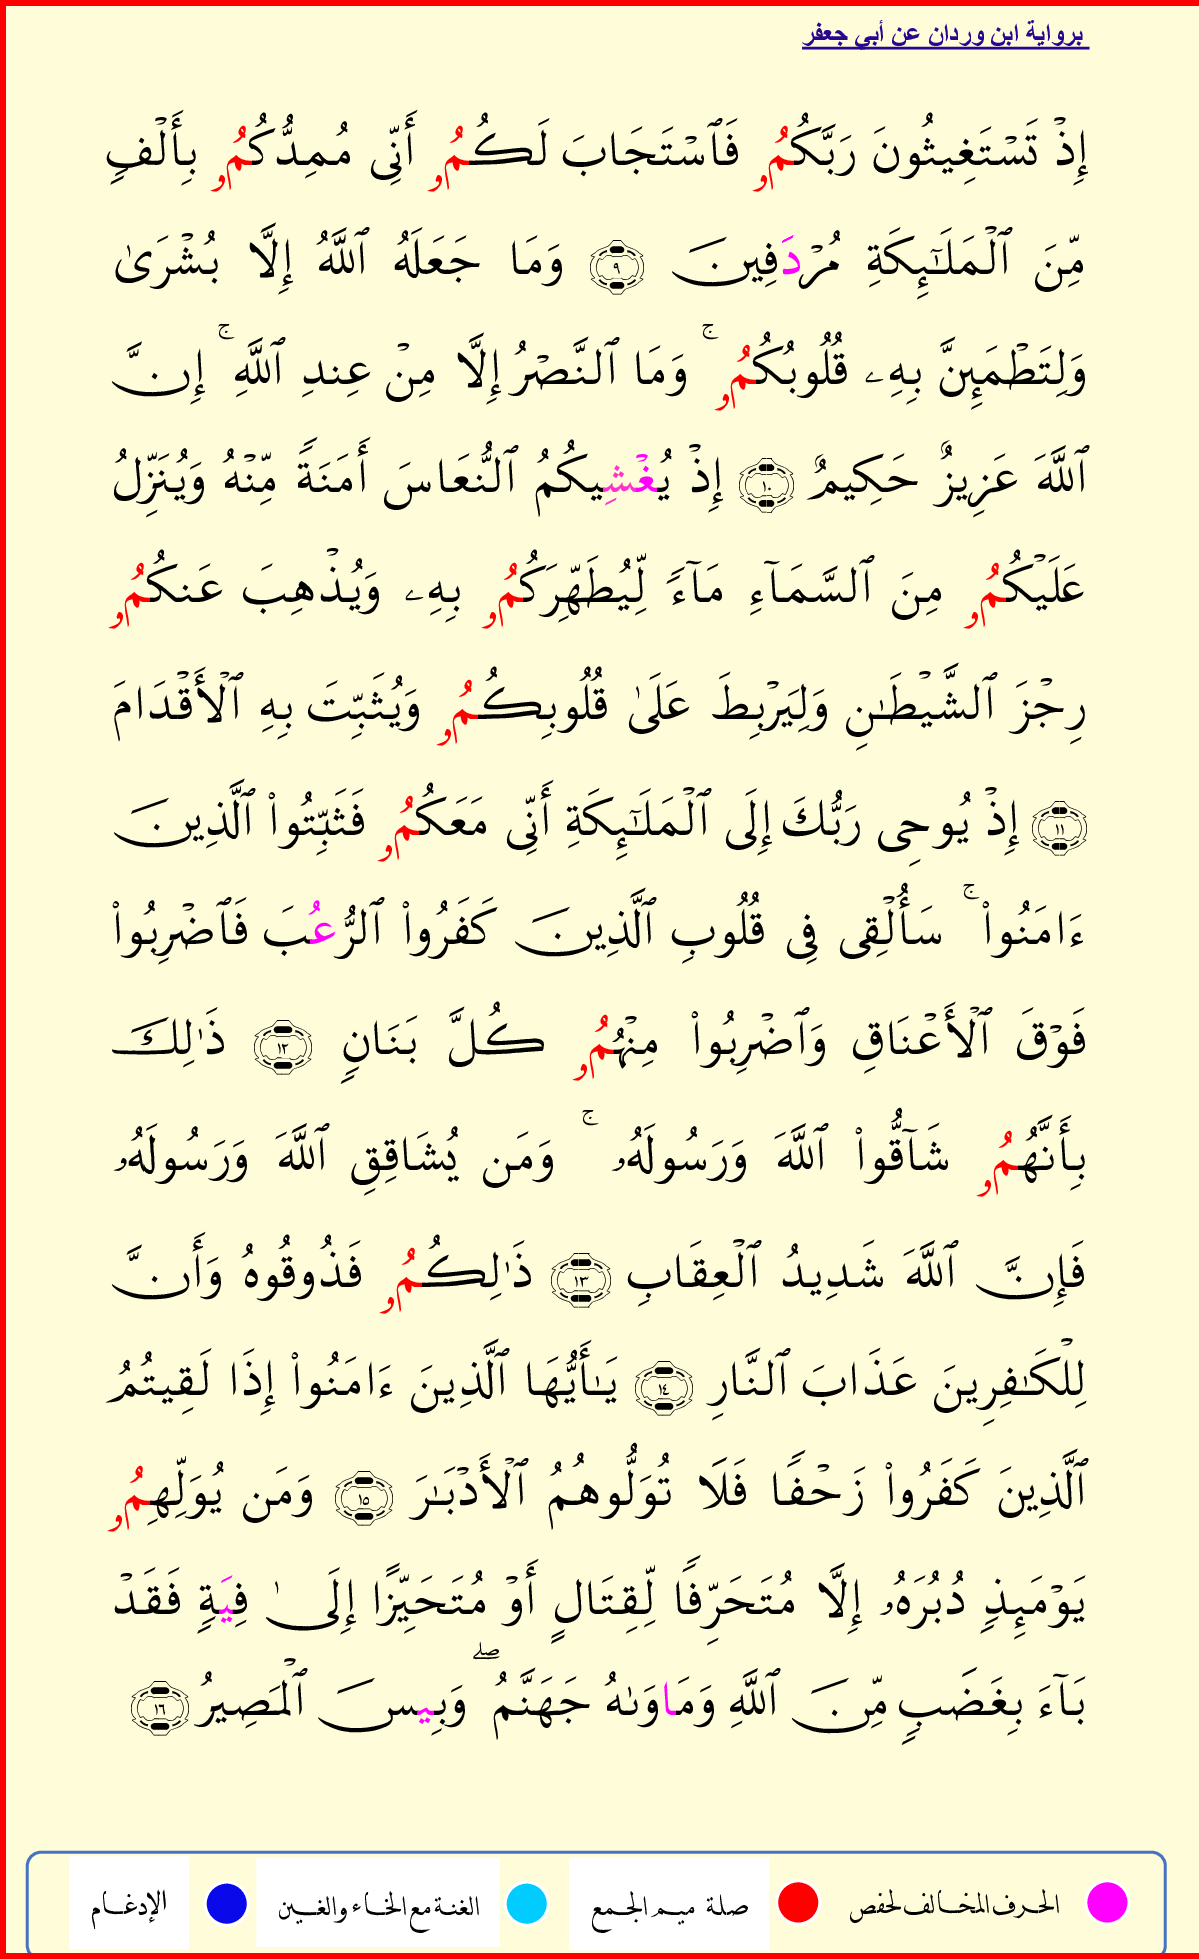 برواية ابن وردان عن أبي جعفر
إِذۡ تَسۡتَغِيثُونَ رَبَّكُمُۥ فَٱسۡتَجَابَ لَكُمُۥ أَنِّي مُمِدُّكُمُۥ بِأَلۡفٖ
مِّنَ ٱلۡمَلَٰٓئِكَةِ مُرۡدَفِينَ ٩ وَمَا جَعَلَهُ ٱللَّهُ إِلَّا بُشۡرَىٰ
وَلِتَطۡمَئِنَّ بِهِۦ قُلُوبُكُمُۥۚ وَمَا ٱلنَّصۡرُ إِلَّا مِنۡ عِندِ ٱللَّهِۚ إِنَّ
ٱللَّهَ عَزِيزٌ حَكِيمٌ ١٠ إِذۡ يُغۡشِيكُمُ ٱلنُّعَاسَ أَمَنَةٗ مِّنۡهُ وَيُنَزِّلُ
عَلَيۡكُمُۥ مِنَ ٱلسَّمَآءِ مَآءٗ لِّيُطَهِّرَكُمُۥ بِهِۦ وَيُذۡهِبَ عَنكُمُۥ
رِجۡزَ ٱلشَّيۡطَٰنِ وَلِيَرۡبِطَ عَلَىٰ قُلُوبِكُمُۥ وَيُثَبِّتَ بِهِ ٱلۡأَقۡدَامَ
١١ إِذۡ يُوحِي رَبُّكَ إِلَى ٱلۡمَلَٰٓئِكَةِ أَنِّي مَعَكُمُۥ فَثَبِّتُواْ ٱلَّذِينَ
ءَامَنُواْۚ سَأُلۡقِي فِي قُلُوبِ ٱلَّذِينَ كَفَرُواْ ٱلرُّعُبَ فَٱضۡرِبُواْ
فَوۡقَ ٱلۡأَعۡنَاقِ وَٱضۡرِبُواْ مِنۡهُمُۥ كُلَّ بَنَانٖ ١٢ ذَٰلِكَ
بِأَنَّهُمُۥ شَآقُّواْ ٱللَّهَ وَرَسُولَهُۥۚ وَمَن يُشَاقِقِ ٱللَّهَ وَرَسُولَهُۥ
فَإِنَّ ٱللَّهَ شَدِيدُ ٱلۡعِقَابِ ١٣ ذَٰلِكُمُۥ فَذُوقُوهُ وَأَنَّ
لِلۡكَٰفِرِينَ عَذَابَ ٱلنَّارِ ١٤ يَٰٓأَيُّهَا ٱلَّذِينَ ءَامَنُواْ إِذَا لَقِيتُمُ
ٱلَّذِينَ كَفَرُواْ زَحۡفٗا فَلَا تُوَلُّوهُمُ ٱلۡأَدۡبَٰرَ ١٥ وَمَن يُوَلِّهِمُۥ
يَوۡمَئِذٖ دُبُرَهُۥ إِلَّا مُتَحَرِّفٗا لِّقِتَالٍ أَوۡ مُتَحَيِّزًا إِلَىٰ فِيَةٖ فَقَدۡ
بَآءَ بِغَضَبٖ مِّنَ ٱللَّهِ وَمَاوَىٰهُ جَهَنَّمُۖ وَبِيسَ ٱلۡمَصِيرُ ١٦
الحرف المخالف لحفص صلة ميم الجمع الغنة مع الخاء والغين الإدغام